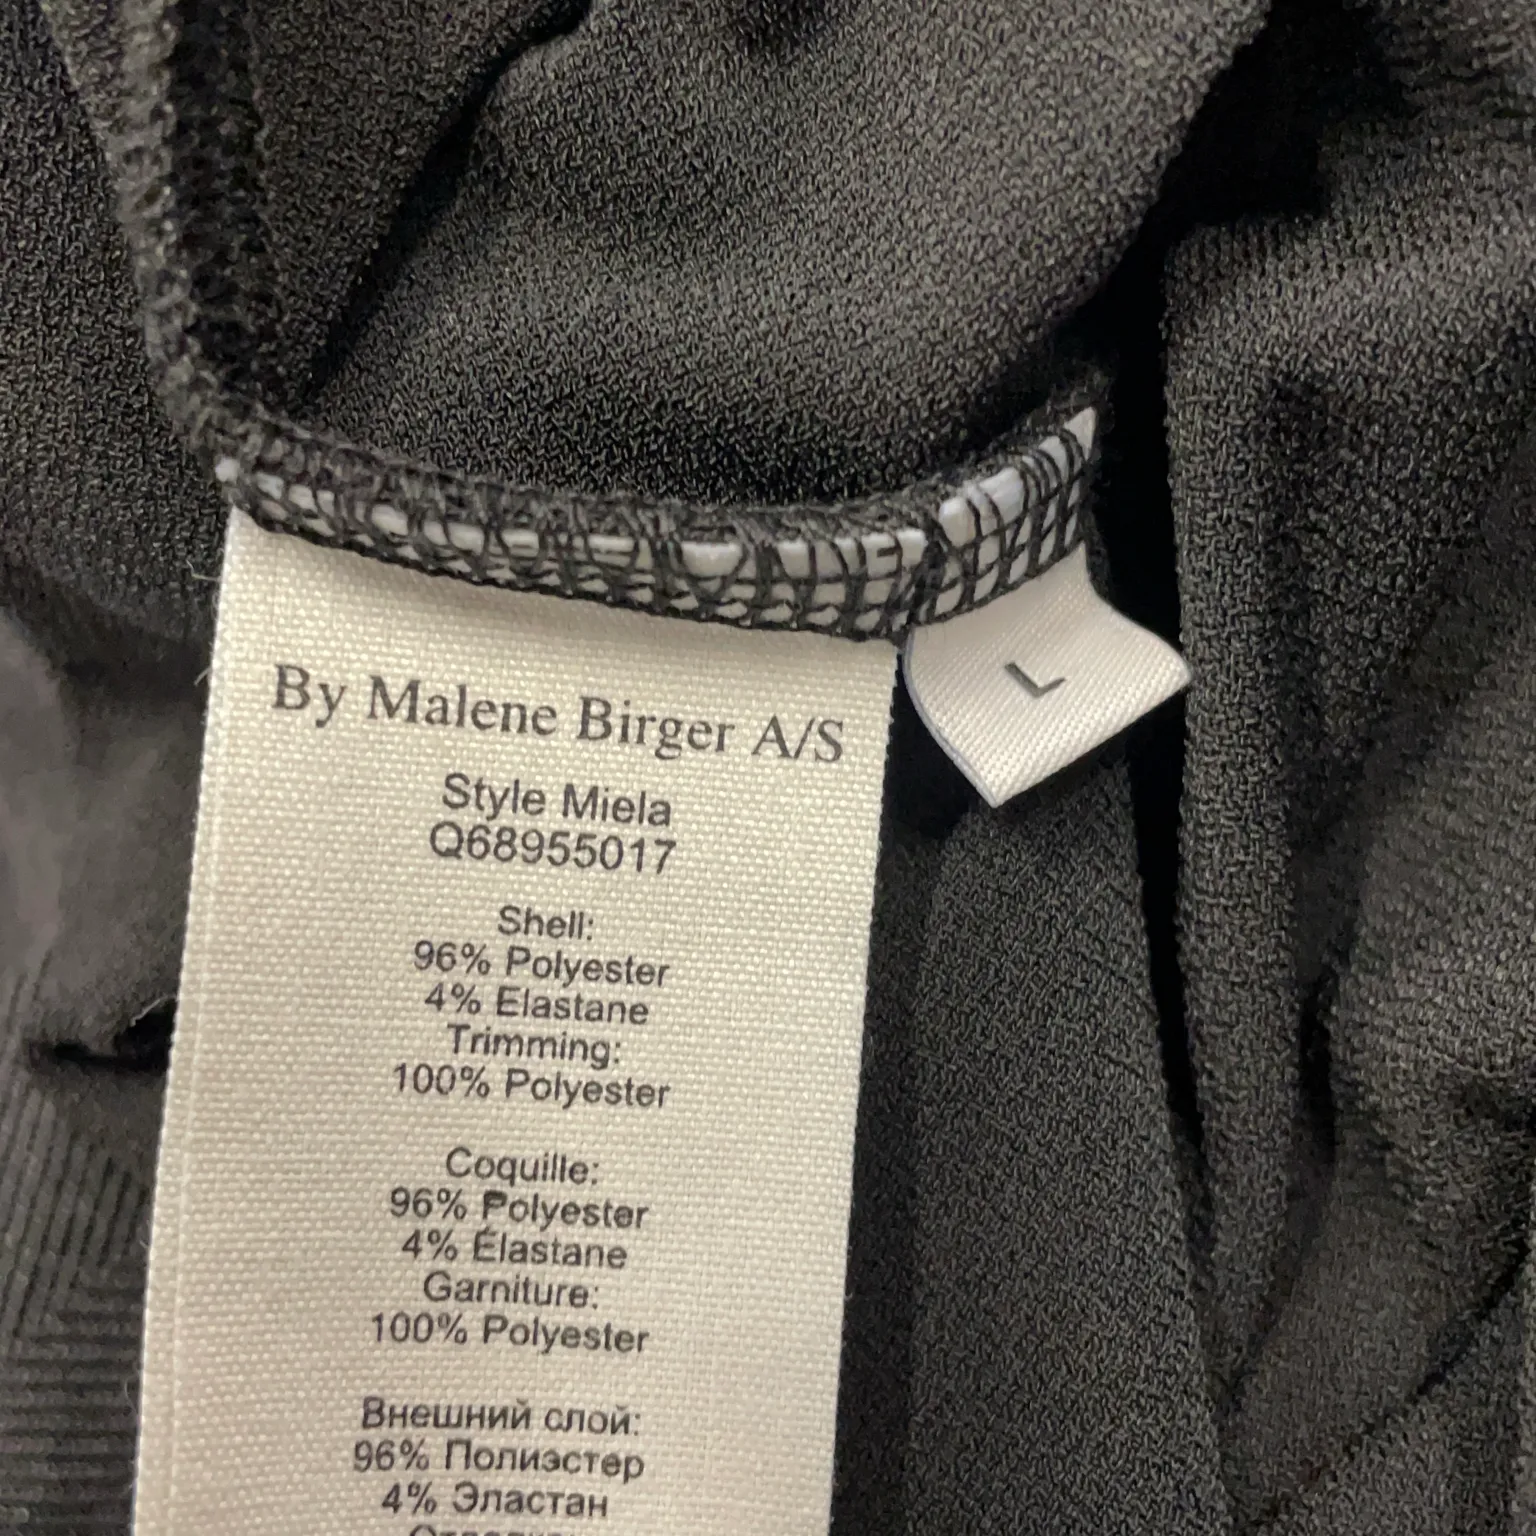 By Malene Birger A/S
L
Style Miela
Q68955017
Shell:
96% Polyester
4% Elastane
Trimming:
100% Polyester
Coquille:
96% Polyester
4% Élastane
Garniture:
100% Polyester
Внешний слой:
96% Полиэстер
4% Эластан